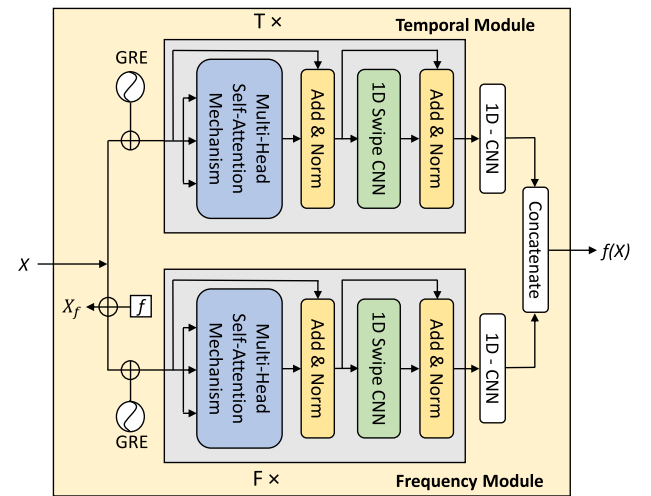 T ×
Temporal Module
GRE
Multi-Head
Self-Attention
Mechanism
Add & Norm
1D Swipe CNN
Add & Norm
1D - CNN
X
Concatenate
f(X)
X_f
f
Multi-Head
Self-Attention
Mechanism
Add & Norm
1D Swipe CNN
Add & Norm
1D - CNN
GRE
F ×
Frequency Module